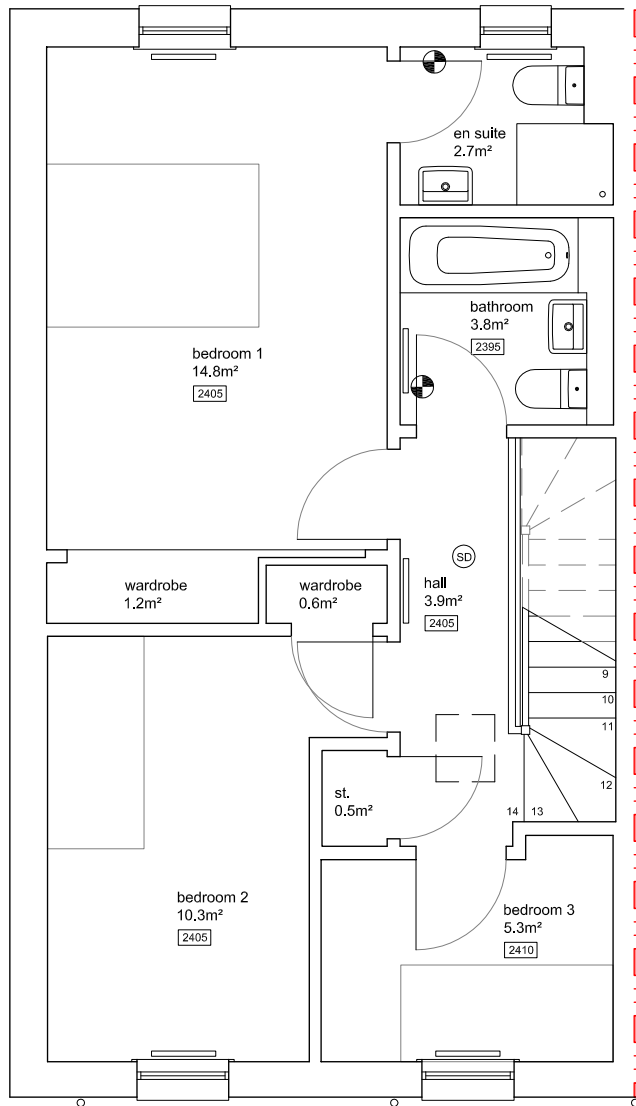 en suite
2.7m²
bathroom
3.8m²
2395
bedroom 1
14.8m²
2405
SD
wardrobe
1.2m²
wardrobe
0.6m²
hall
3.9m²
2405
9
10
11
12
st.
0.5m²
14 13
bedroom 2
10.3m²
2405
bedroom 3
5.3m²
2410